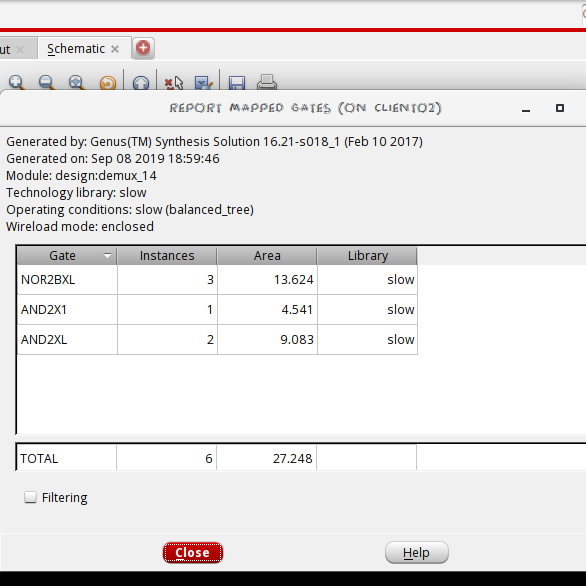 ut
Schematic
REPORT MAPPED GATES (ON CLIENT02)
Generated by: Genus(TM) Synthesis Solution 16.21-s018_1 (Feb 10 2017)
Generated on: Sep 08 2019 18:59:46
Module: design:demux_14
Technology library: slow
Operating conditions: slow (balanced_tree)
Wireload mode: enclosed
Gate Instances Area Library
NOR2BXL 3 13.624 slow
AND2X1 1 4.541 slow
AND2XL 2 9.083 slow
TOTAL 6 27.248
Filtering
Close Help